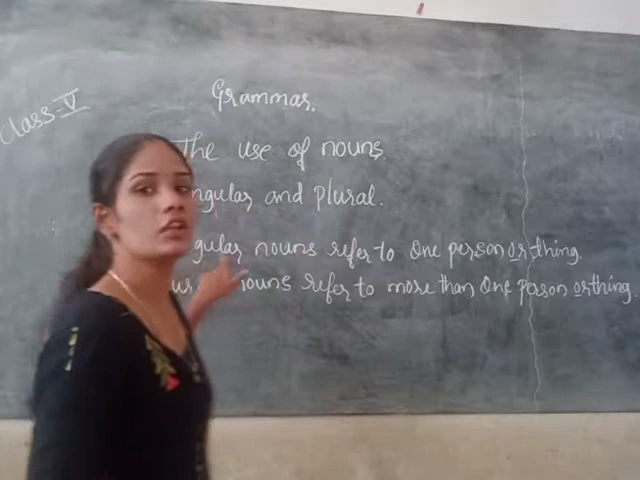 Class = V
Grammar.
The use of nouns
ngular and plural.
gular nouns refer to One person or thing.
nouns refer to more than One person or thing